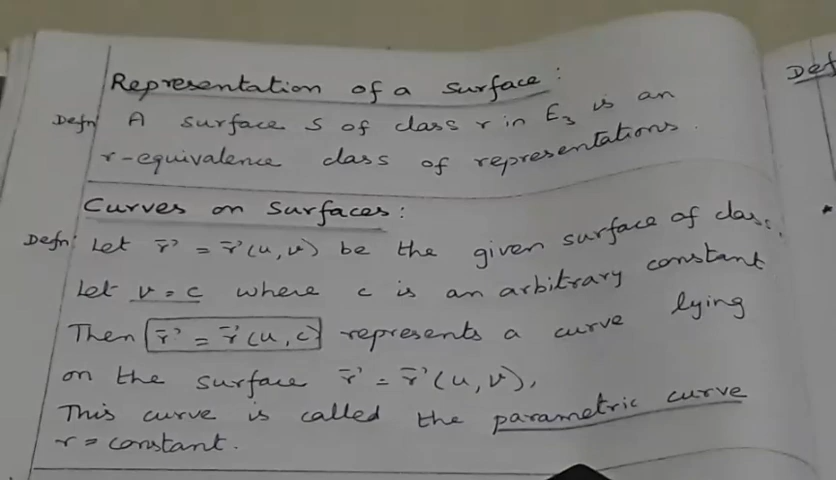 Representation of a surface :
Defn A surface S of class r in E₃ is an
r-equivalence class of representations.
Curves on surfaces :
Defn: Let r⃗ = r⃗(u, v) be the given surface of
Let v = c where c is an arbitrary constant
Then r⃗ = r⃗(u, c) represents a curve lying
on the surface r⃗ = r⃗(u, v),
This curve is called the parametric curve
r = constant.
Def